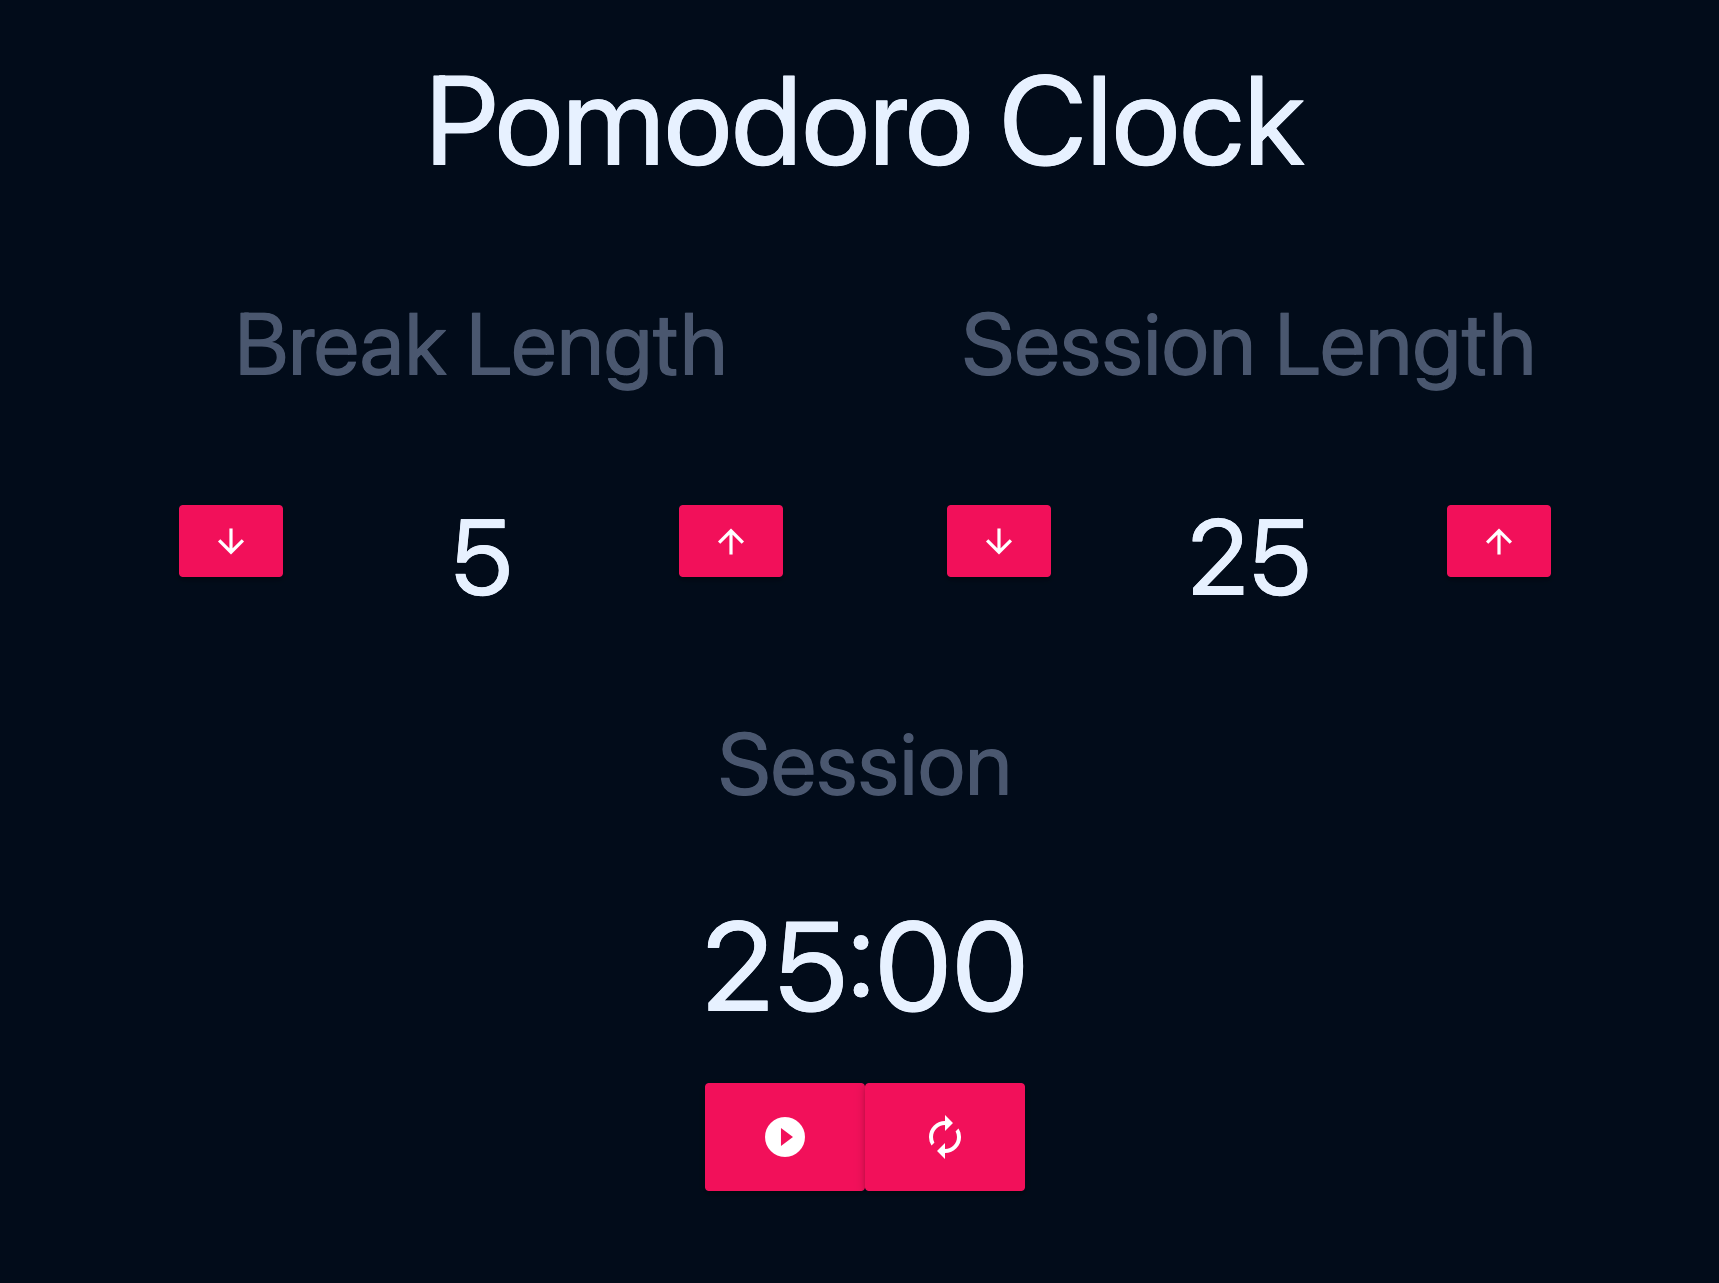 Pomodoro Clock
Break Length
Session Length
5
25
Session
25:00